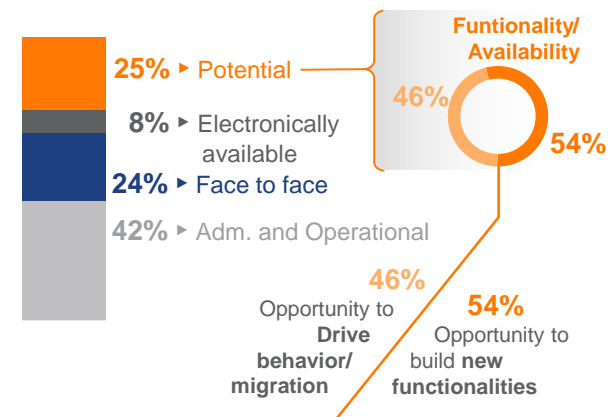 Funtionality/
Availability
25% ▸ Potential
46%
54%
8% ▸ Electronically
available
24% ▸ Face to face
42% ▸ Adm. and Operational
46%
Opportunity to
Drive
behavior/
migration
54%
Opportunity to
build new
functionalities